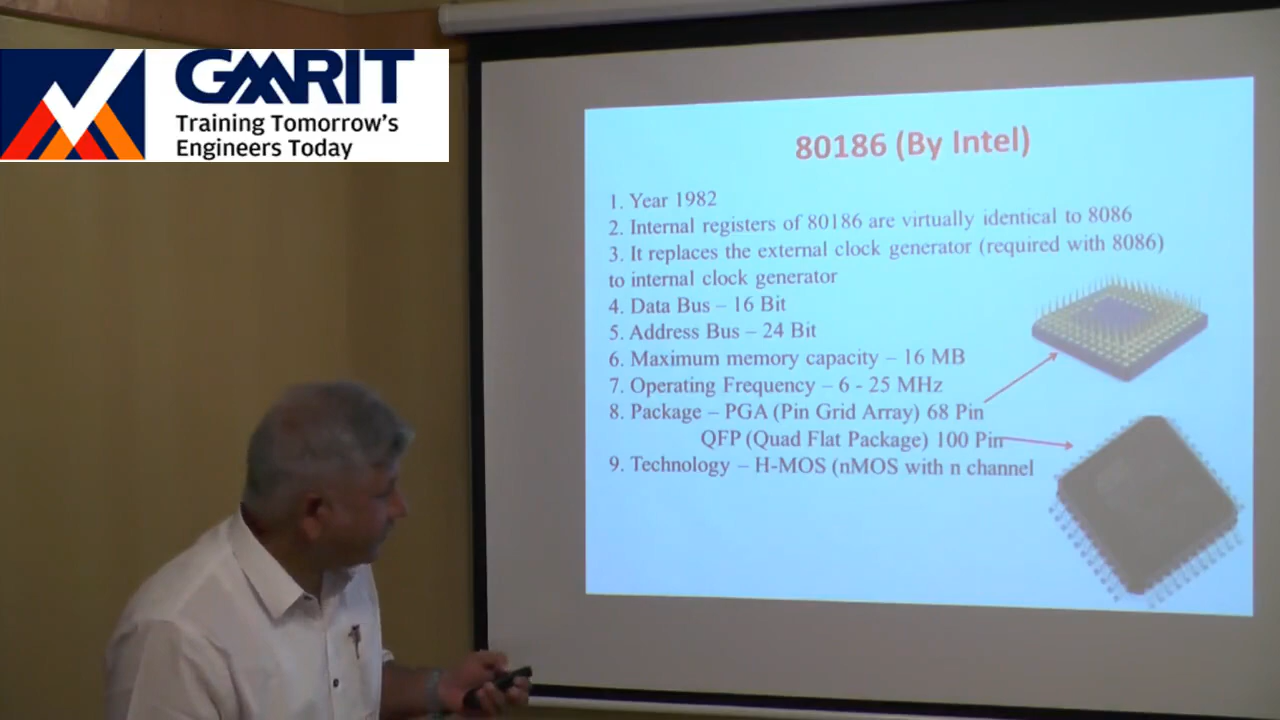 GMRIT
Training Tomorrow's
Engineers Today
80186 (By Intel)
1. Year 1982
2. Internal registers of 80186 are virtually identical to 8086
3. It replaces the external clock generator (required with 8086)
to internal clock generator
4. Data Bus – 16 Bit
5. Address Bus – 24 Bit
6. Maximum memory capacity – 16 MB
7. Operating Frequency – 6 - 25 MHz
8. Package – PGA (Pin Grid Array) 68 Pin
QFP (Quad Flat Package) 100 Pin
9. Technology – H-MOS (nMOS with n channel